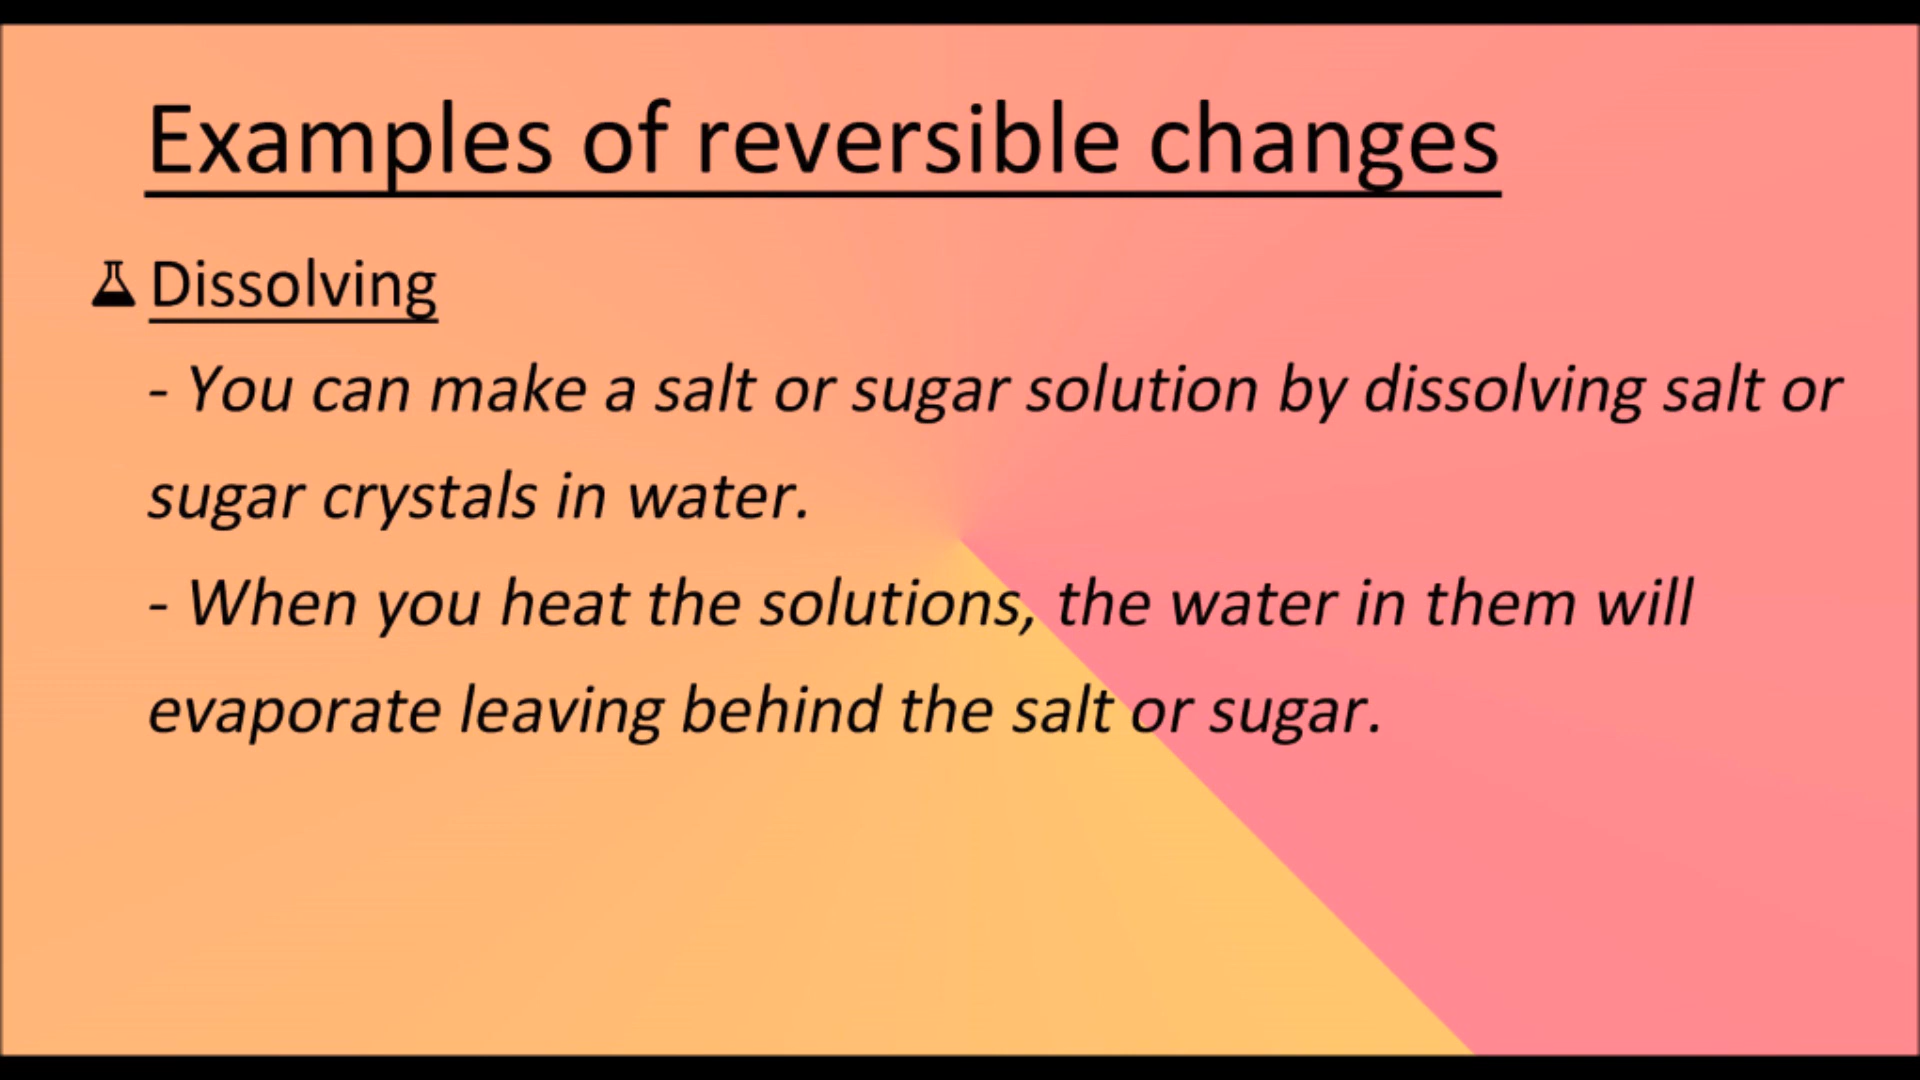 Examples of reversible changes
Dissolving
- You can make a salt or sugar solution by dissolving salt or
sugar crystals in water.
- When you heat the solutions, the water in them will
evaporate leaving behind the salt or sugar.